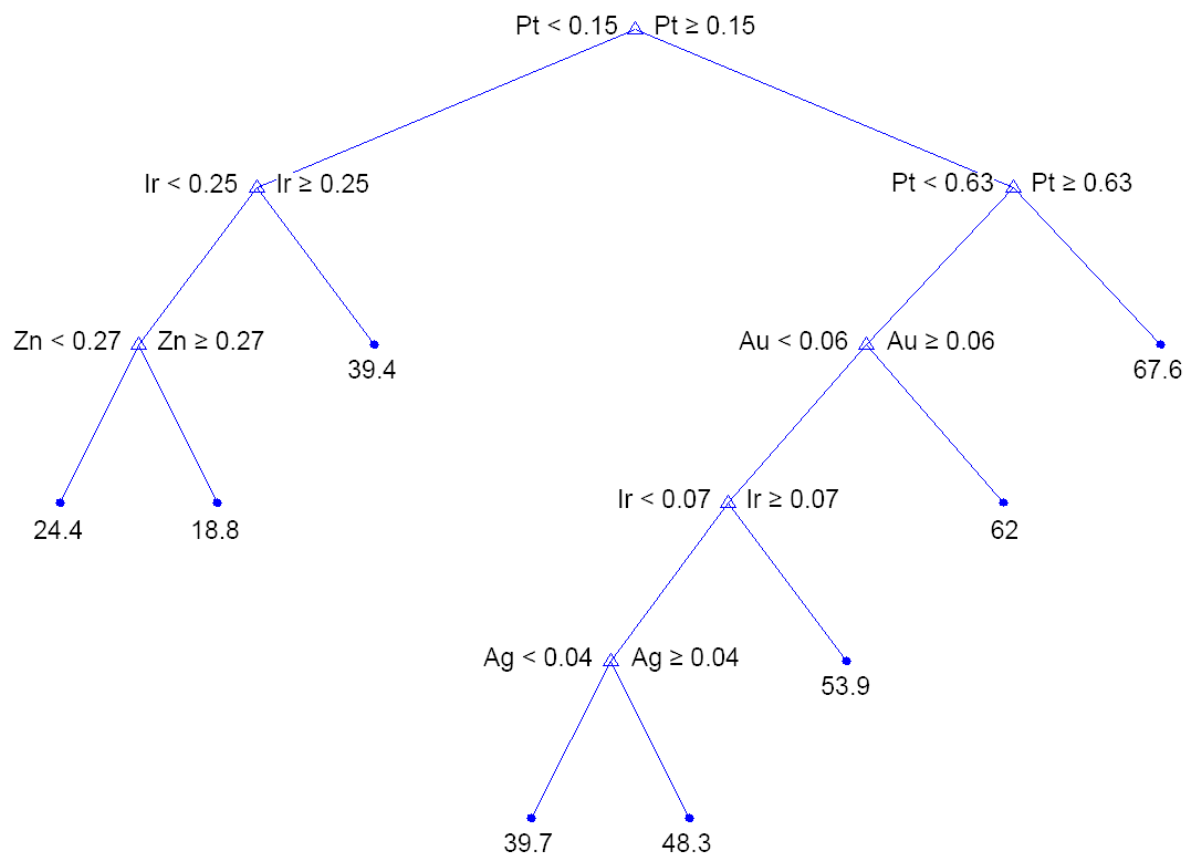 Pt < 0.15 Pt ≥ 0.15
Ir < 0.25 Ir ≥ 0.25
Pt < 0.63 Pt ≥ 0.63
Zn < 0.27 Zn ≥ 0.27
39.4
Au < 0.06 Au ≥ 0.06
67.6
24.4
18.8
Ir < 0.07 Ir ≥ 0.07
62
Ag < 0.04 Ag ≥ 0.04
53.9
39.7
48.3